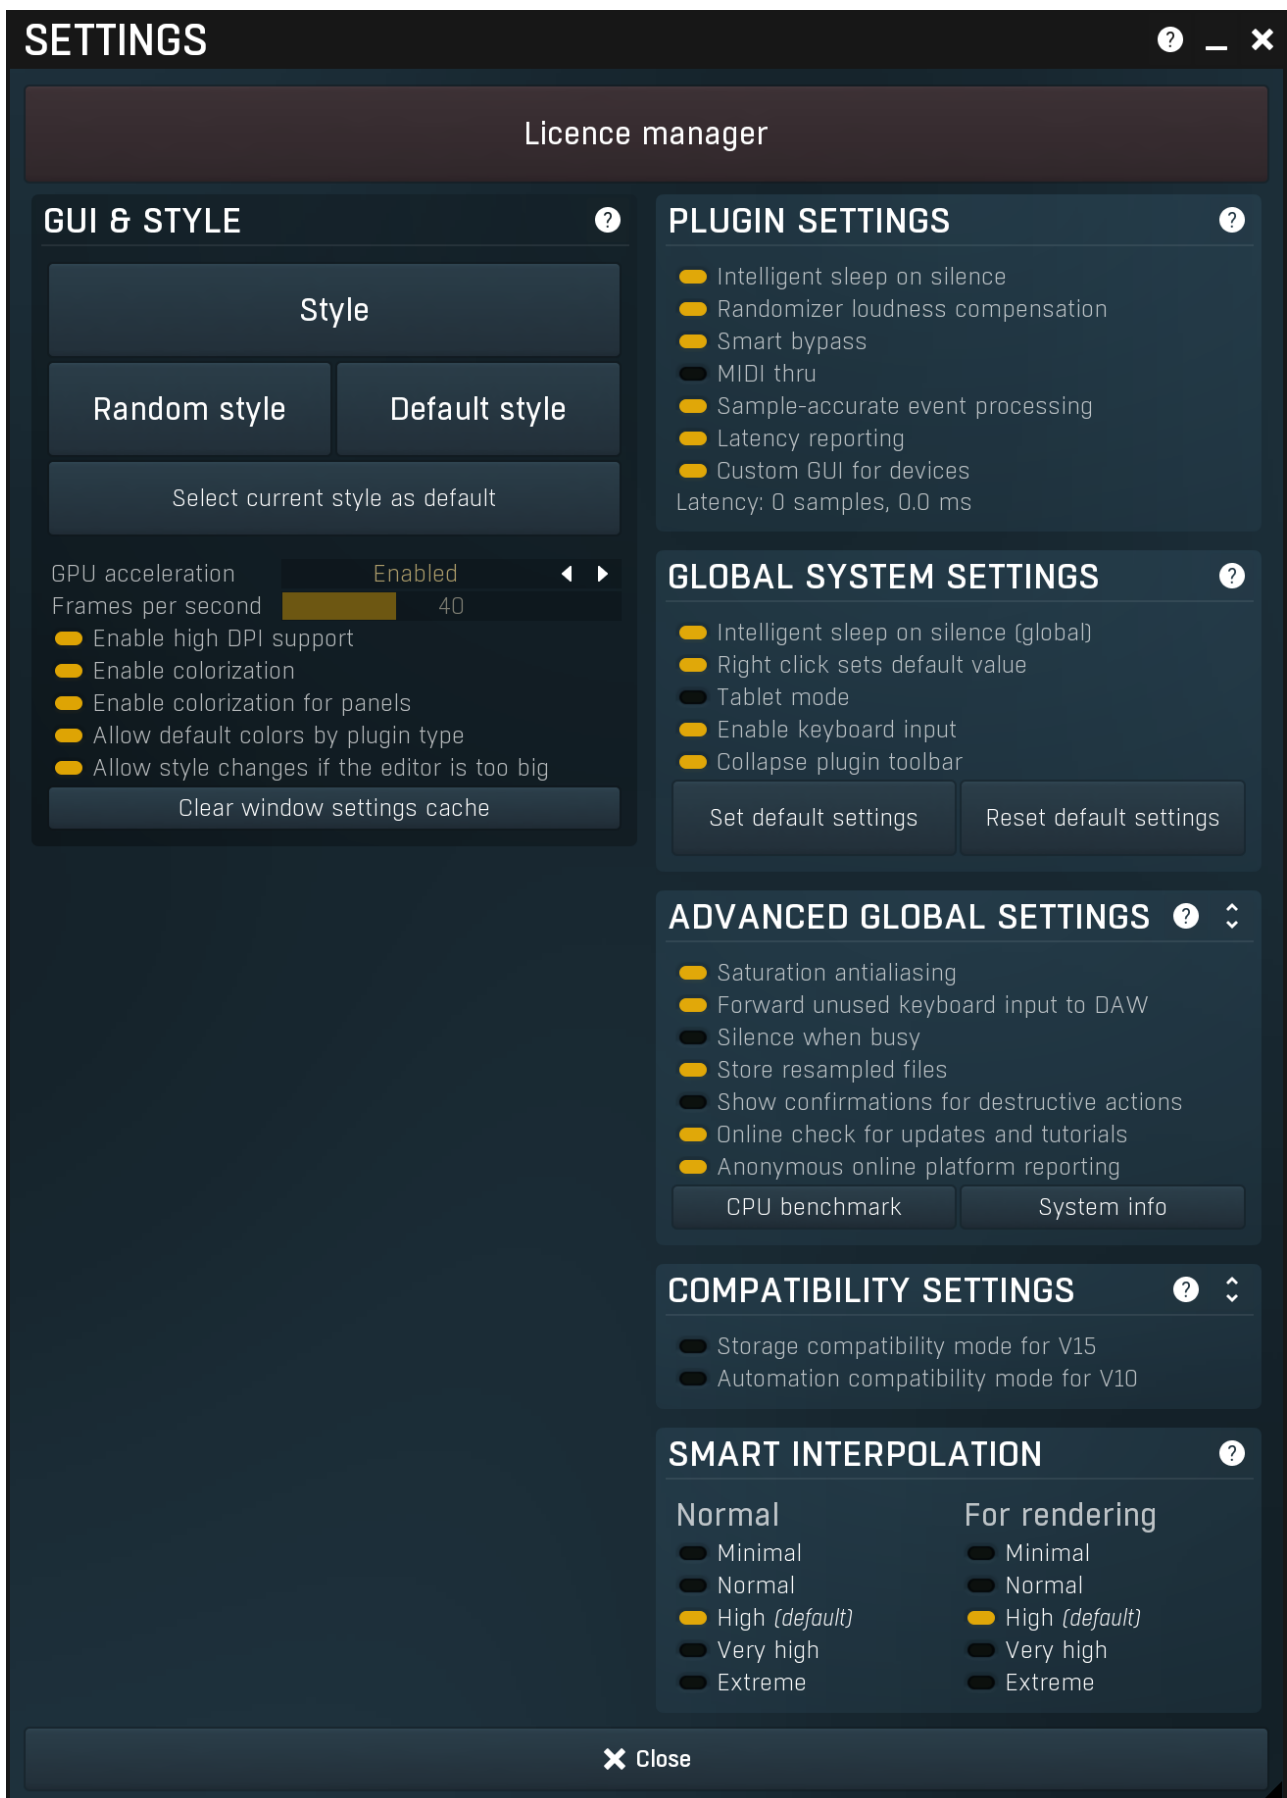 SETTINGS
Licence manager
GUI & STYLE
Style
Random style
Default style
Select current style as default
GPU acceleration Enabled
Frames per second 40
Enable high DPI support
Enable colorization
Enable colorization for panels
Allow default colors by plugin type
Allow style changes if the editor is too big
Clear window settings cache
PLUGIN SETTINGS
Intelligent sleep on silence
Randomizer loudness compensation
Smart bypass
MIDI thru
Sample-accurate event processing
Latency reporting
Custom GUI for devices
Latency: 0 samples, 0.0 ms
GLOBAL SYSTEM SETTINGS
Intelligent sleep on silence (global)
Right click sets default value
Tablet mode
Enable keyboard input
Collapse plugin toolbar
Set default settings
Reset default settings
ADVANCED GLOBAL SETTINGS
Saturation antialiasing
Forward unused keyboard input to DAW
Silence when busy
Store resampled files
Show confirmations for destructive actions
Online check for updates and tutorials
Anonymous online platform reporting
CPU benchmark
System info
COMPATIBILITY SETTINGS
Storage compatibility mode for V15
Automation compatibility mode for V10
SMART INTERPOLATION
Normal
Minimal
Normal
High (default)
Very high
Extreme
For rendering
Minimal
Normal
High (default)
Very high
Extreme
Close